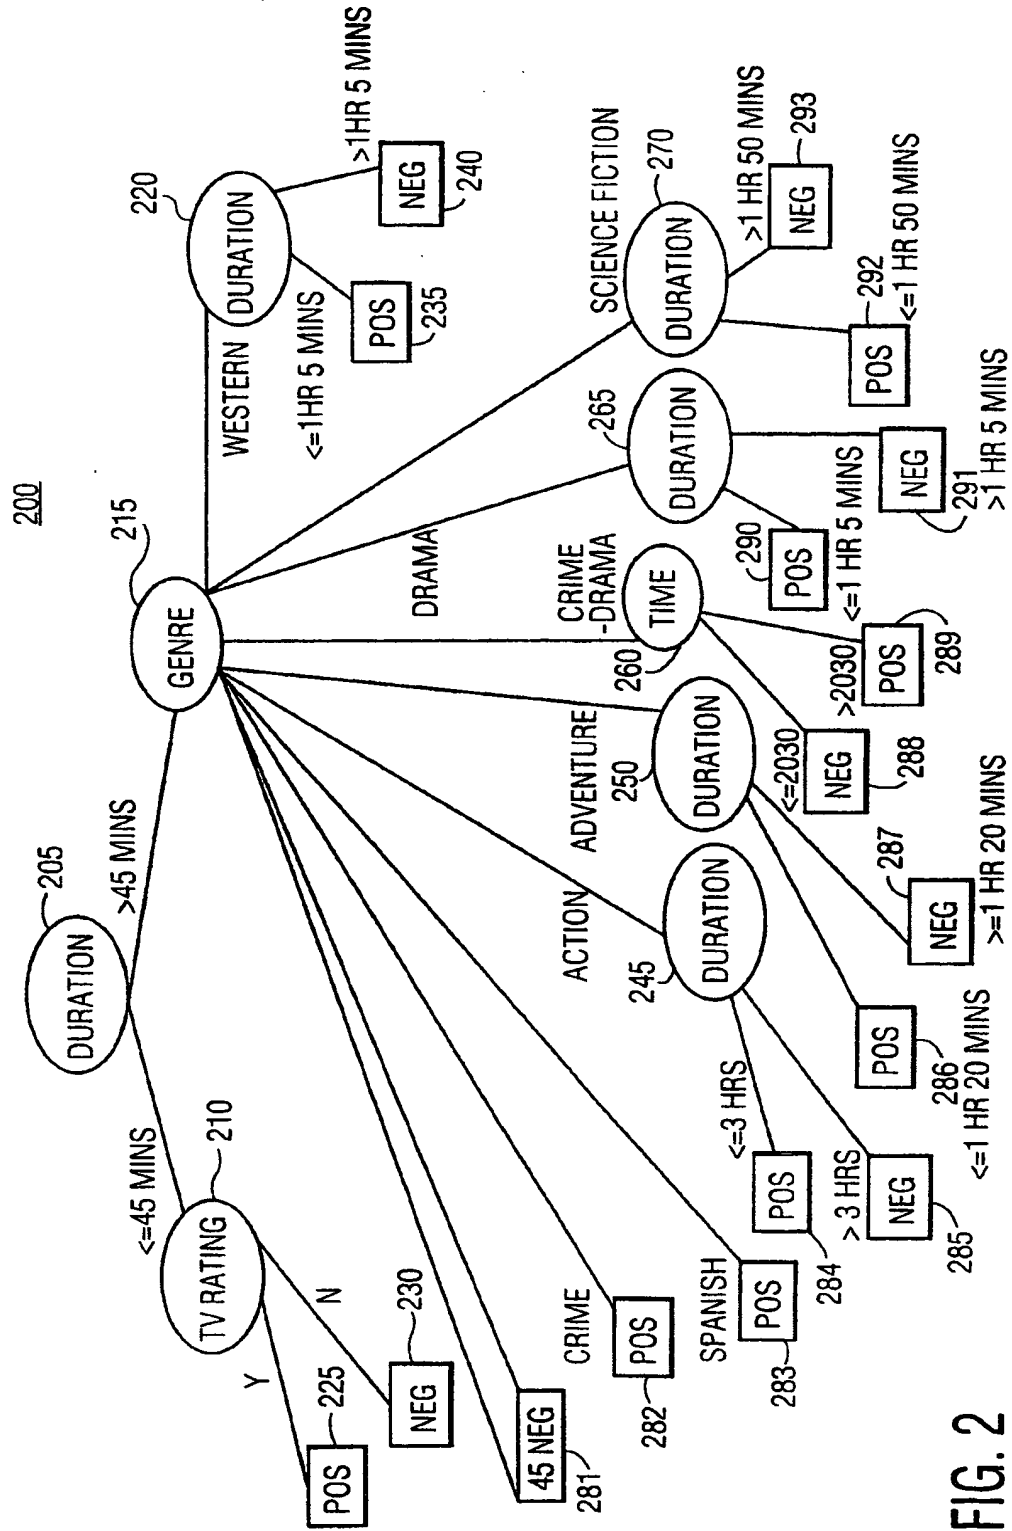 200
DURATION
205
<=45 MINS
>45 MINS
TV RATING
210
Y
N
POS
225
NEG
230
GENRE
215
WESTERN
DURATION
220
<=1HR 5 MINS
>1HR 5 MINS
POS
235
NEG
240
45 NEG
281
CRIME
POS
282
SPANISH
POS
283
ACTION
DURATION
245
<=3 HRS
POS
284
> 3 HRS
NEG
285
ADVENTURE
DURATION
250
POS
286
<=1 HR 20 MINS
NEG
287
>=1 HR 20 MINS
CRIME
-DRAMA
TIME
260
<=2030
NEG
288
>2030
POS
289
DRAMA
DURATION
265
POS
290
<=1 HR 5 MINS
NEG
291
>1 HR 5 MINS
SCIENCE FICTION
DURATION
270
POS
292
<=1 HR 50 MINS
>1 HR 50 MINS
NEG
293
FIG. 2